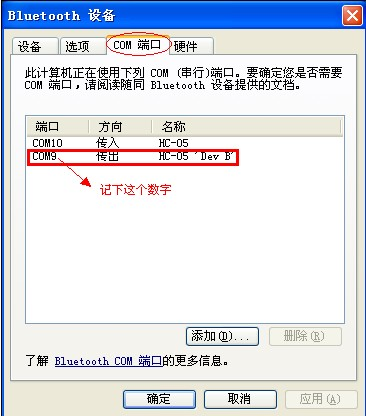 Bluetooth 设备
设备 选项 COM 端口 硬件
此计算机正在使用下列 COM (串行)端口。要确定您是否需要
COM 端口,请阅读随同 Bluetooth 设备提供的文档。
端口 方向 名称
COM10 传入 HC-05
COM9 传出 HC-05 'Dev B'
记下这个数字
添加(D)... 删除(R)
了解 Bluetooth COM 端口的更多信息。
确定 取消 应用(A)